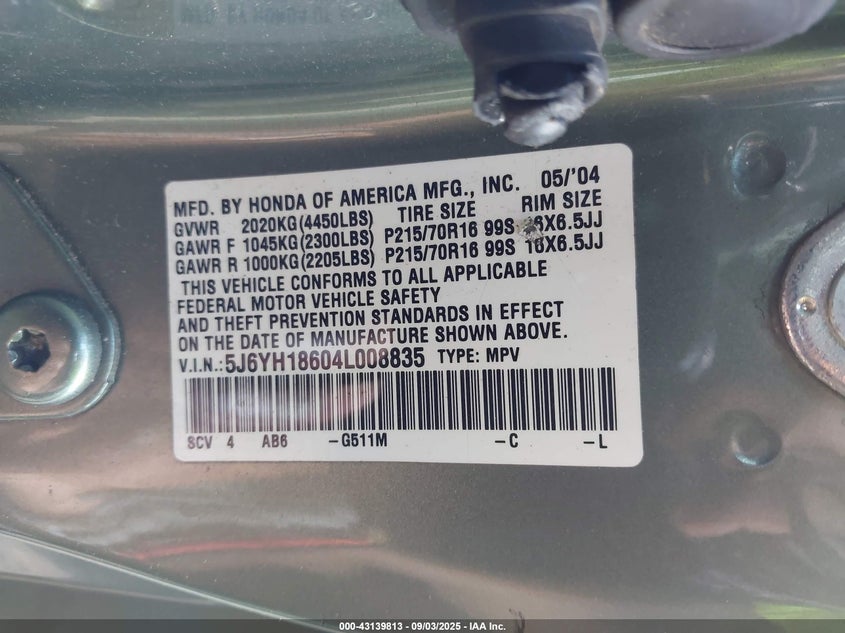 MFD. BY HONDA OF AMERICA MFG., INC. 05/'04
GVWR 2020KG(4450LBS) TIRE SIZE RIM SIZE
GAWR F 1045KG(2300LBS) P215/70R16 99S 16X6.5JJ
GAWR R 1000KG(2205LBS) P215/70R16 99S 16X6.5JJ
THIS VEHICLE CONFORMS TO ALL APPLICABLE
FEDERAL MOTOR VEHICLE SAFETY
AND THEFT PREVENTION STANDARDS IN EFFECT
ON THE DATE OF MANUFACTURE SHOWN ABOVE.
V.I.N.:5J6YH18604L008835 TYPE: MPV
SCV 4 AB6 -G511M -C -L
000-43139813 - 09/03/2025 - IAA Inc.